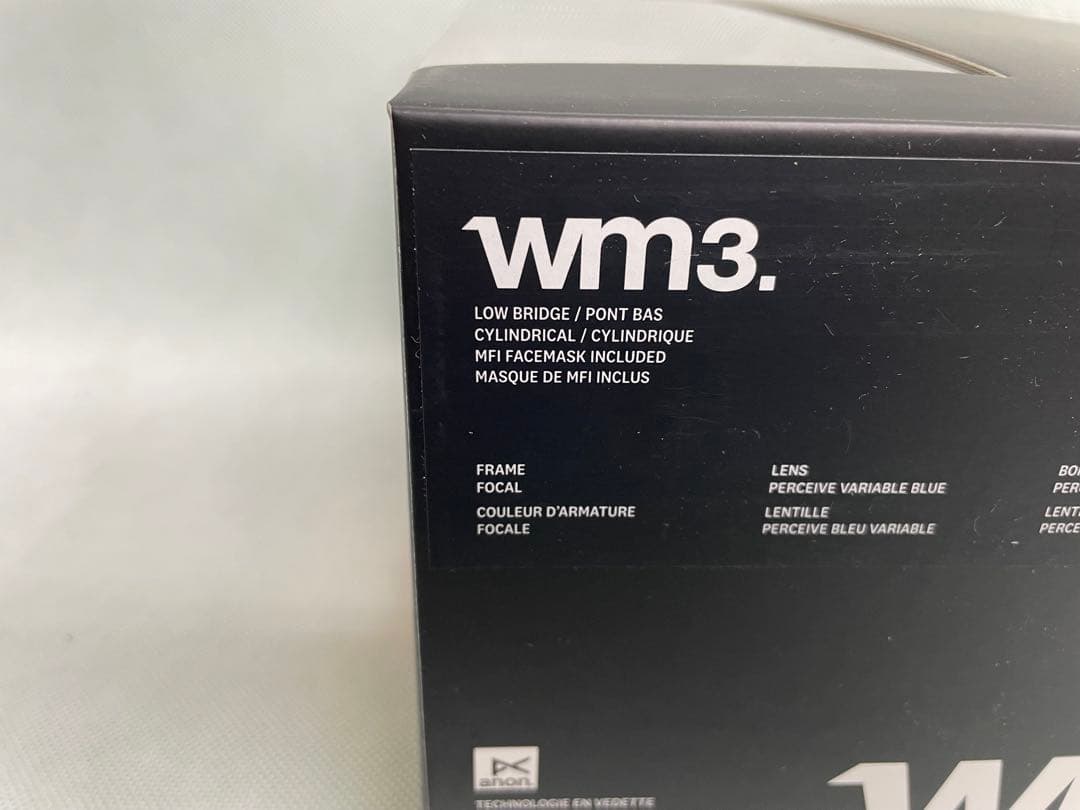 wm3.
LOW BRIDGE / PONT BAS
CYLINDRICAL / CYLINDRIQUE
MFI FACEMASK INCLUDED
MASQUE DE MFI INCLUS
FRAME
FOCAL
COULEUR D'ARMATURE
FOCALE
LENS
PERCEIVE VARIABLE BLUE
LENTILLE
PERCEIVE BLEU VARIABLE
anon.
TECHNOLOGIE EN VEDETTE